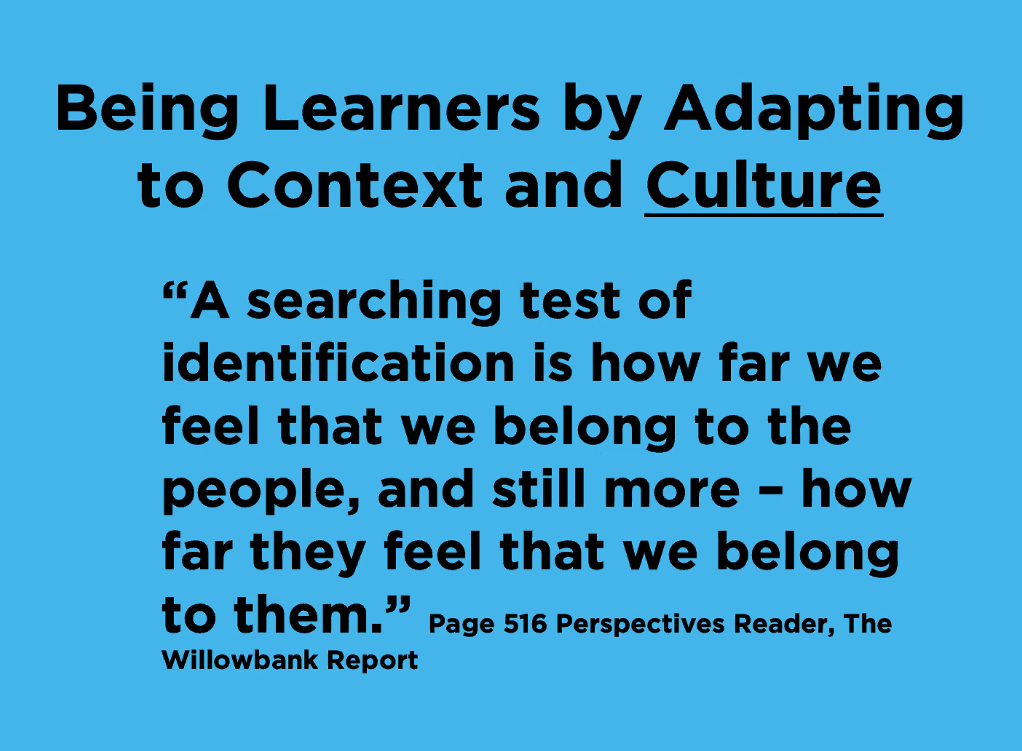 Being Learners by Adapting
to Context and Culture
“A searching test of
identification is how far we
feel that we belong to the
people, and still more – how
far they feel that we belong
to them.” Page 516 Perspectives Reader, The
Willowbank Report